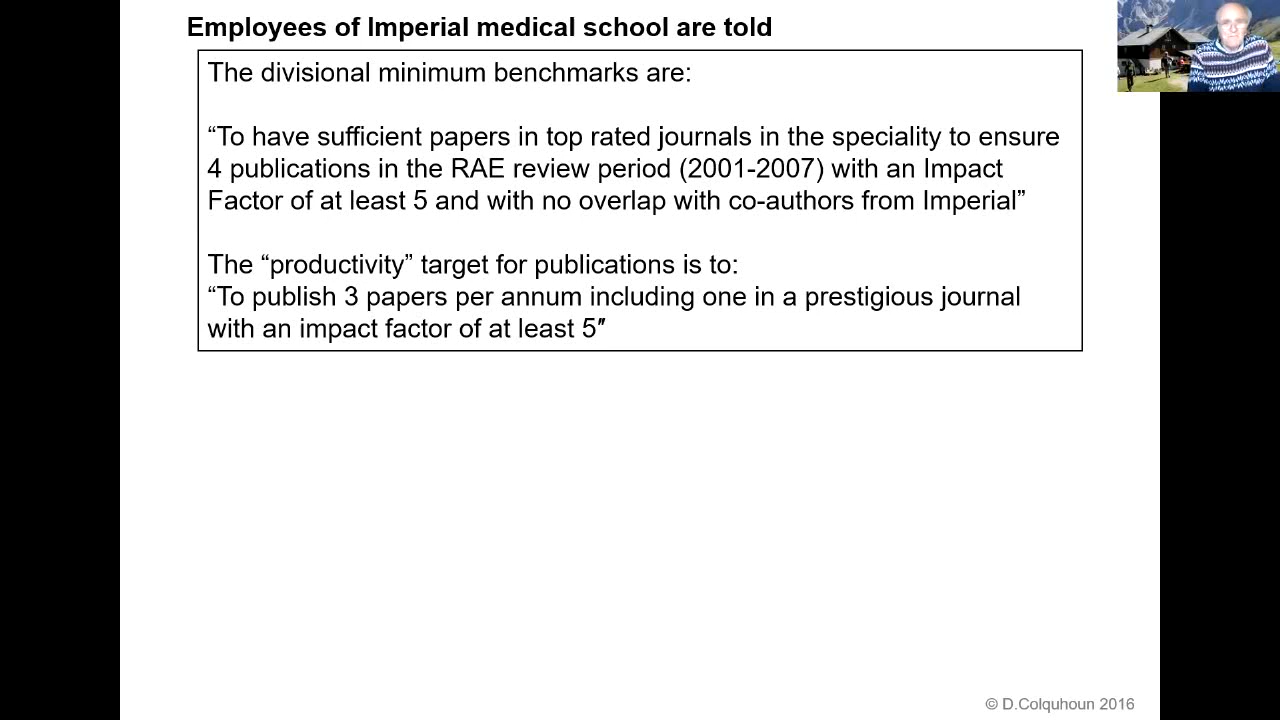 Employees of Imperial medical school are told
The divisional minimum benchmarks are:
“To have sufficient papers in top rated journals in the speciality to ensure
4 publications in the RAE review period (2001-2007) with an Impact
Factor of at least 5 and with no overlap with co-authors from Imperial”
The “productivity” target for publications is to:
“To publish 3 papers per annum including one in a prestigious journal
with an impact factor of at least 5″
© D.Colquhoun 2016